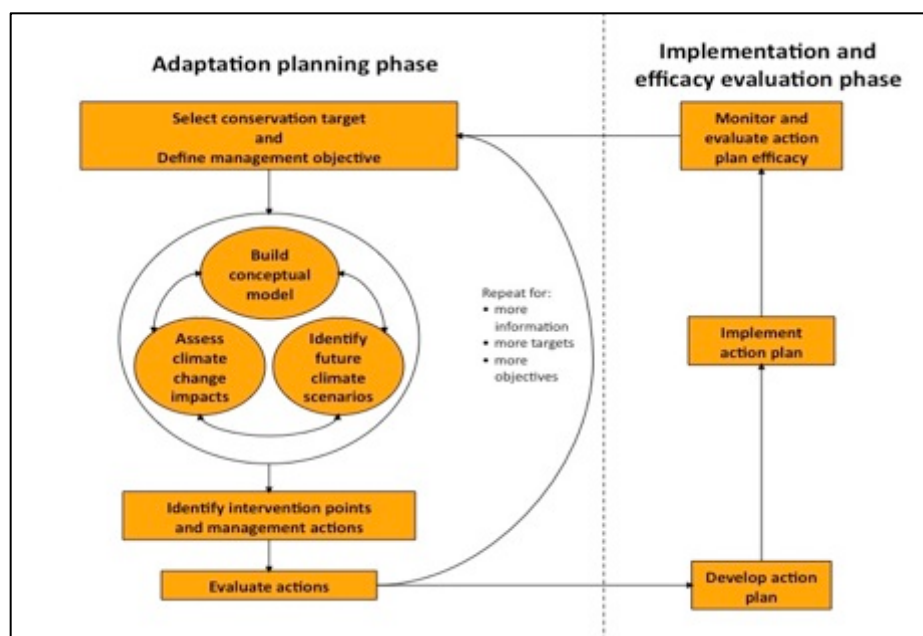 Adaptation planning phase
Select conservation target
and
Define management objective
Build
conceptual
model
Assess
climate
change
impacts
Identify
future
climate
scenarios
Identify intervention points
and management actions
Evaluate actions
Repeat for:
• more
information
• more targets
• more
objectives
Implementation and
efficacy evaluation phase
Monitor and
evaluate action
plan efficacy
Implement
action plan
Develop action
plan